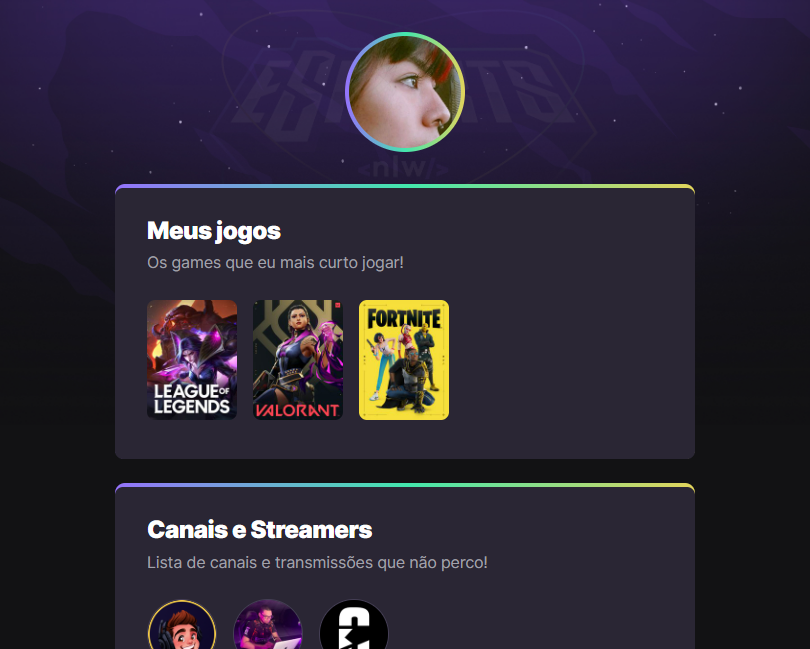 ESPORTS
<nlw/>
Meus jogos
Os games que eu mais curto jogar!
LEAGUE OF
LEGENDS
VALORANT
FORTNITE
Canais e Streamers
Lista de canais e transmissões que não perco!